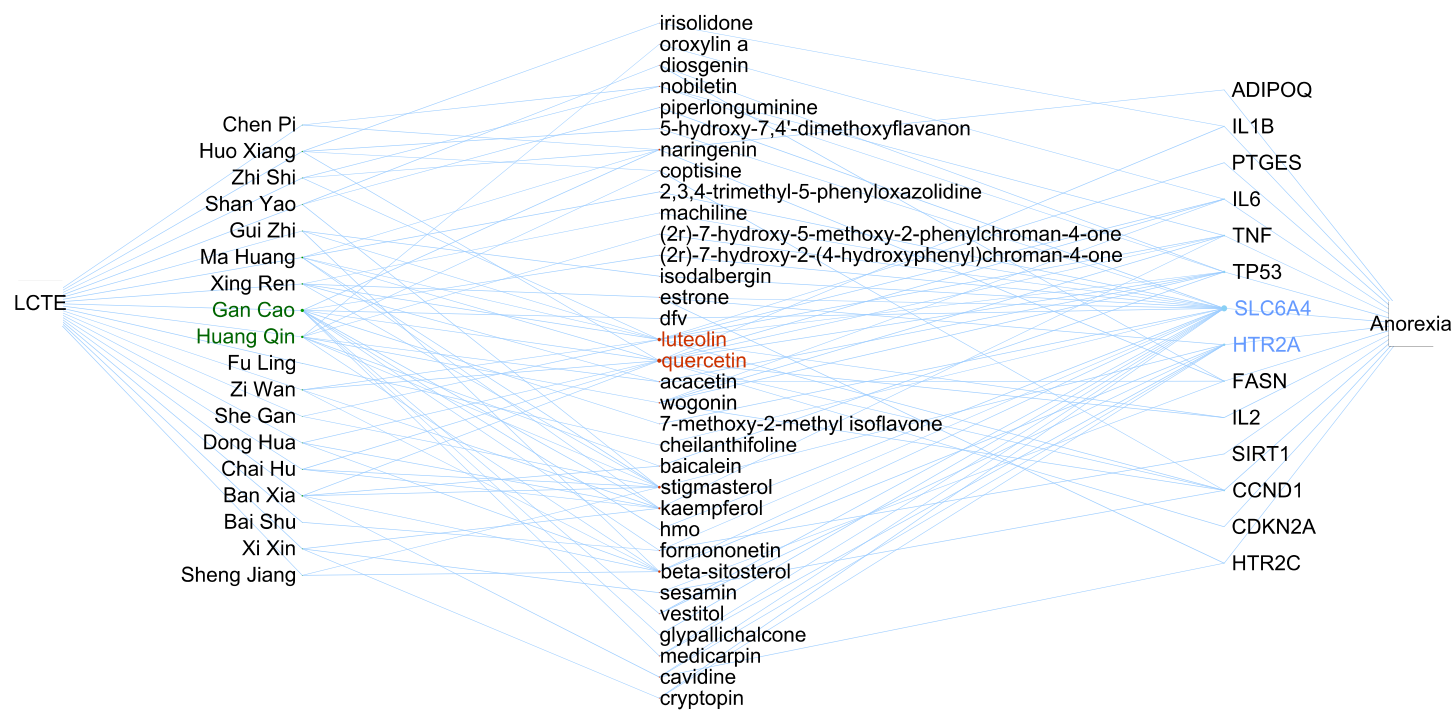 LCTE
Chen Pi
Huo Xiang
Zhi Shi
Shan Yao
Gui Zhi
Ma Huang
Xing Ren
Gan Cao
Huang Qin
Fu Ling
Zi Wan
She Gan
Dong Hua
Chai Hu
Ban Xia
Bai Shu
Xi Xin
Sheng Jiang
irisolidone
oroxylin a
diosgenin
nobiletin
piperlonguminine
5-hydroxy-7,4'-dimethoxyflavanon
naringenin
coptisine
2,3,4-trimethyl-5-phenyloxazolidine
machiline
(2r)-7-hydroxy-5-methoxy-2-phenylchroman-4-one
(2r)-7-hydroxy-2-(4-hydroxyphenyl)chroman-4-one
isodalbergin
estrone
dfv
luteolin
quercetin
acacetin
wogonin
7-methoxy-2-methyl isoflavone
cheilanthifoline
baicalein
stigmasterol
kaempferol
hmo
formononetin
beta-sitosterol
sesamin
vestitol
glypallichalcone
medicarpin
cavidine
cryptopin
ADIPOQ
IL1B
PTGES
IL6
TNF
TP53
SLC6A4
HTR2A
FASN
IL2
SIRT1
CCND1
CDKN2A
HTR2C
Anorexia